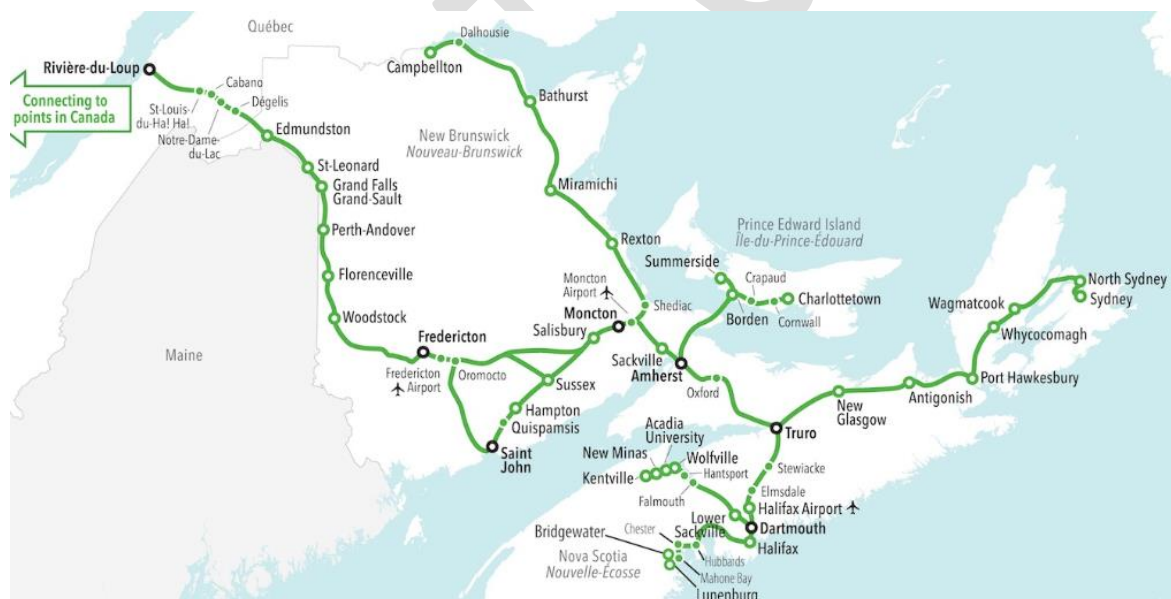 Québec
Dalhousie
Campbellton
Rivière-du-Loup
Cabano
Dégelis
St-Louis-
du-Ha! Ha!
Notre-Dame-
du-Lac
Connecting to
points in Canada
Edmundston
Bathurst
New Brunswick
Nouveau-Brunswick
St-Leonard
Grand Falls
Grand-Sault
Miramichi
Perth-Andover
Rexton
Prince Edward Island
Île-du-Prince-Édouard
Summerside
Crapaud
Charlottetown
Cornwall
Borden
Florenceville
Moncton
Airport
Shediac
Moncton
Salisbury
Woodstock
Fredericton
Fredericton
Airport
Oromocto
Sackville
Amherst
Oxford
Sussex
Maine
Hampton
Quispamsis
Saint
John
North Sydney
Sydney
Wagmatcook
Whycocomagh
Port Hawkesbury
Antigonish
New
Glasgow
Truro
Stewiacke
Elmsdale
Halifax Airport
Dartmouth
Halifax
Acadia
University
New Minas
Wolfville
Kentville
Hantsport
Falmouth
Lower
Sackville
Chester
Bridgewater
Hubbards
Mahone Bay
Lunenburg
Nova Scotia
Nouvelle-Écosse